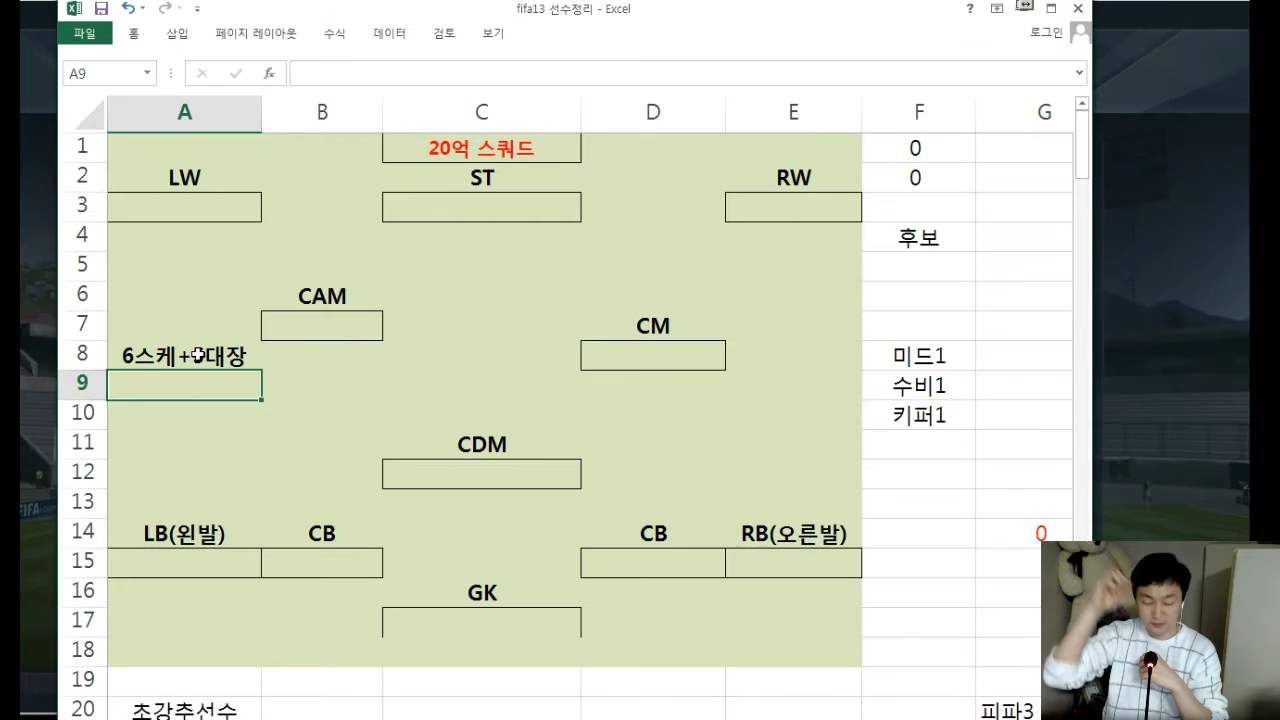 fifa13 선수정리 - Excel
?
파일 홈 삽입 페이지 레이아웃 수식 데이터 검토 보기 로그인
A9 fx
A B C D E F G
1 20억 스쿼드 0
2 LW ST RW 0
3
4 후보
5
6 CAM
7 CM
8 대장 미드1
9 수비1
10 키퍼1
11 CDM
12
13
14 LB(왼발) CB CB RB(오른발) 0
15
16 GK
17
18
19
20 초강추선수 피파3
FIFA